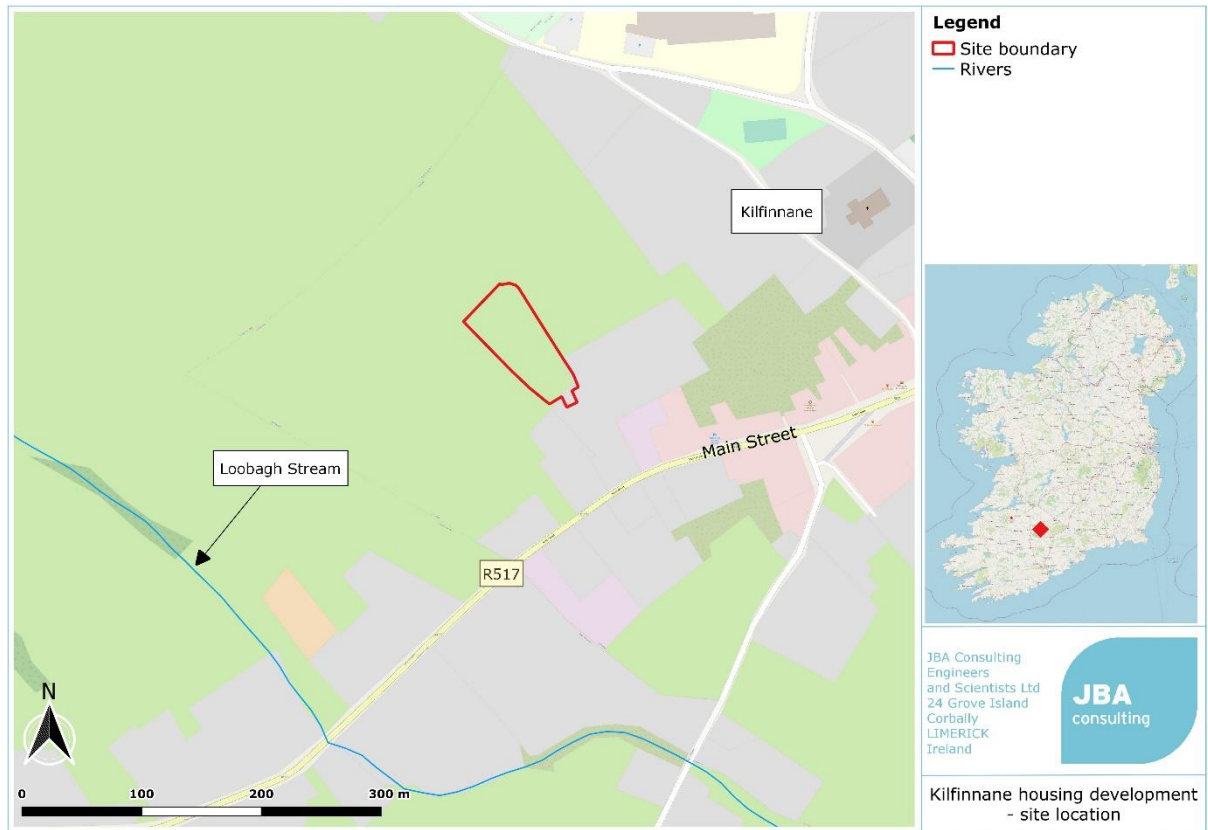 Legend
Site boundary
Rivers
Kilfinnane
Main Street
Loobagh Stream
R517
N
0 100 200 300 m
JBA Consulting
Engineers
and Scientists Ltd
24 Grove Island
Corbally
LIMERICK
Ireland
JBA
consulting
Kilfinnane housing development
- site location